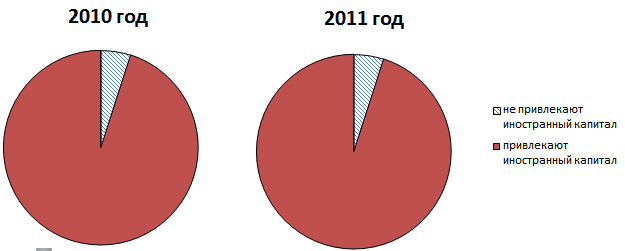 2010 год
2011 год
не привлекают
иностранный капитал
привлекают
иностранный капитал